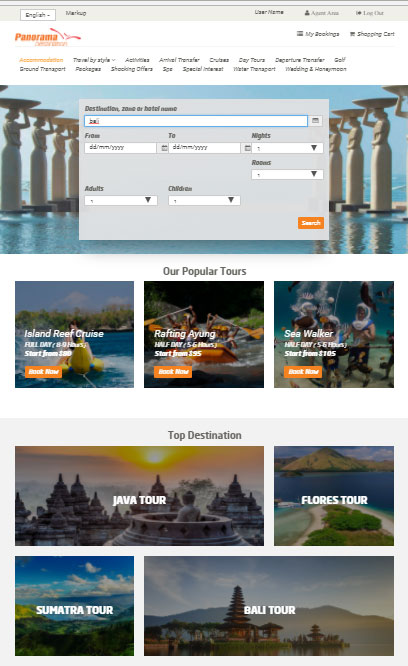 English Markup User Name Agent Area Log Out
Panorama
My Bookings Shopping Cart
Accommodation Travel by style Activities Arrival Transfer Cruises Day Tours Departure Transfer Golf
Ground Transport Packages Shooking Offers Spa Special Interest Water Transport Wedding & Honeymoon
Destination, zone or hotel name
bali
From To Nights
dd/mm/yyyy dd/mm/yyyy 1
Rooms
1
Adults Children
1 1
Search
Our Popular Tours
Island Reef Cruise
FULL DAY ( 8-9 Hours)
Start from $80
Book Now
Rafting Ayung
HALF DAY ( 5-6 Hours)
Start from $95
Book Now
Sea Walker
HALF DAY ( 5-6 Hours)
Start from $105
Book Now
Top Destination
JAVA TOUR
FLORES TOUR
SUMATRA TOUR
BALI TOUR